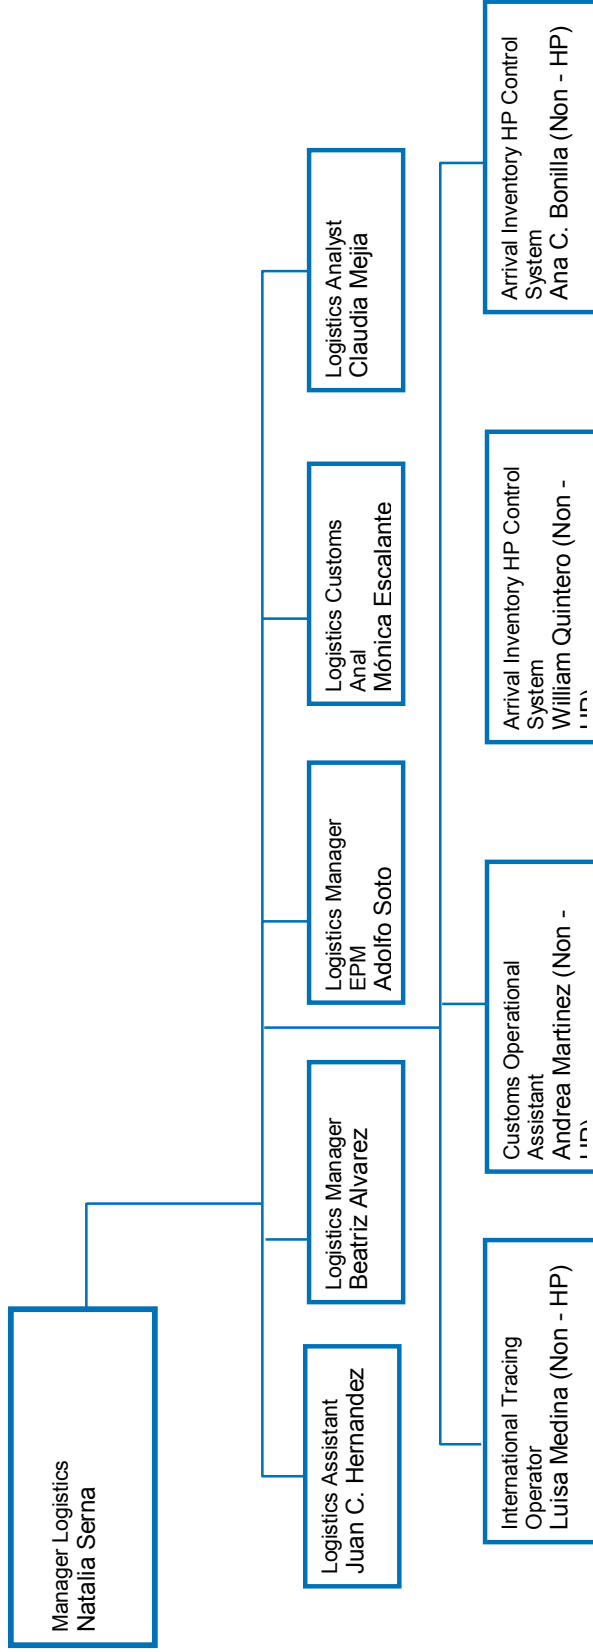 Manager Logistics
Natalia Serna
Logistics Assistant
Juan C. Hernandez
Logistics Manager
Beatriz Alvarez
Logistics Manager
EPM
Adolfo Soto
Logistics Customs
Anal
Mónica Escalante
Logistics Analyst
Claudia Mejia
International Tracing
Operator
Luisa Medina (Non - HP)
Customs Operational
Assistant
Andrea Martinez (Non -
HP)
Arrival Inventory HP Control
System
William Quintero (Non -
HP)
Arrival Inventory HP Control
System
Ana C. Bonilla (Non - HP)